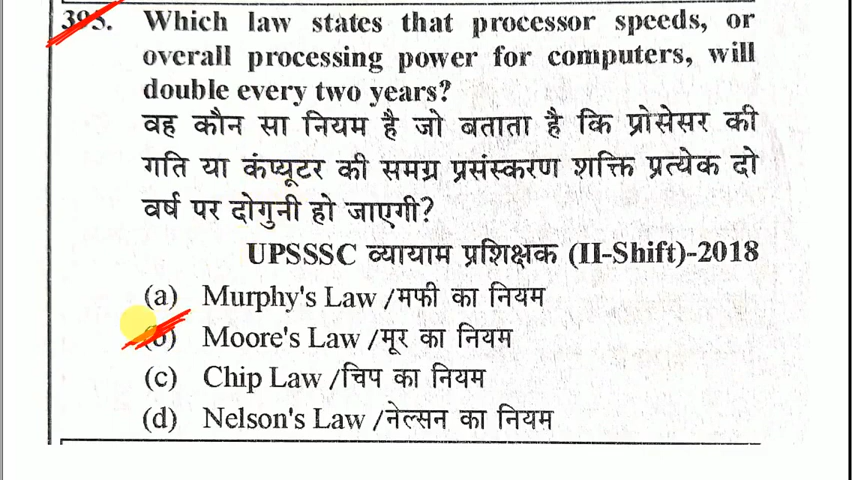 395. Which law states that processor speeds, or
overall processing power for computers, will
double every two years?
वह कौन सा नियम है जो बताता है कि प्रोसेसर की
गति या कंप्यूटर की समग्र प्रसंस्करण शक्ति प्रत्येक दो
वर्ष पर दोगुनी हो जाएगी?
UPSSSC व्यायाम प्रशिक्षक (II-Shift)-2018
(a) Murphy's Law /मर्फी का नियम
(b) Moore's Law /मूर का नियम
(c) Chip Law /चिप का नियम
(d) Nelson's Law /नेल्सन का नियम